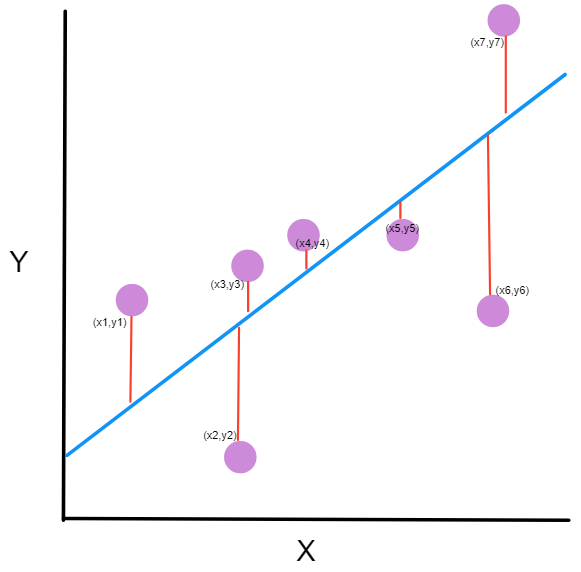 (x7,y7)
(x5,y5)
(x4,y4)
Y
(x3,y3)
(x6,y6)
(x1,y1)
(x2,y2)
X